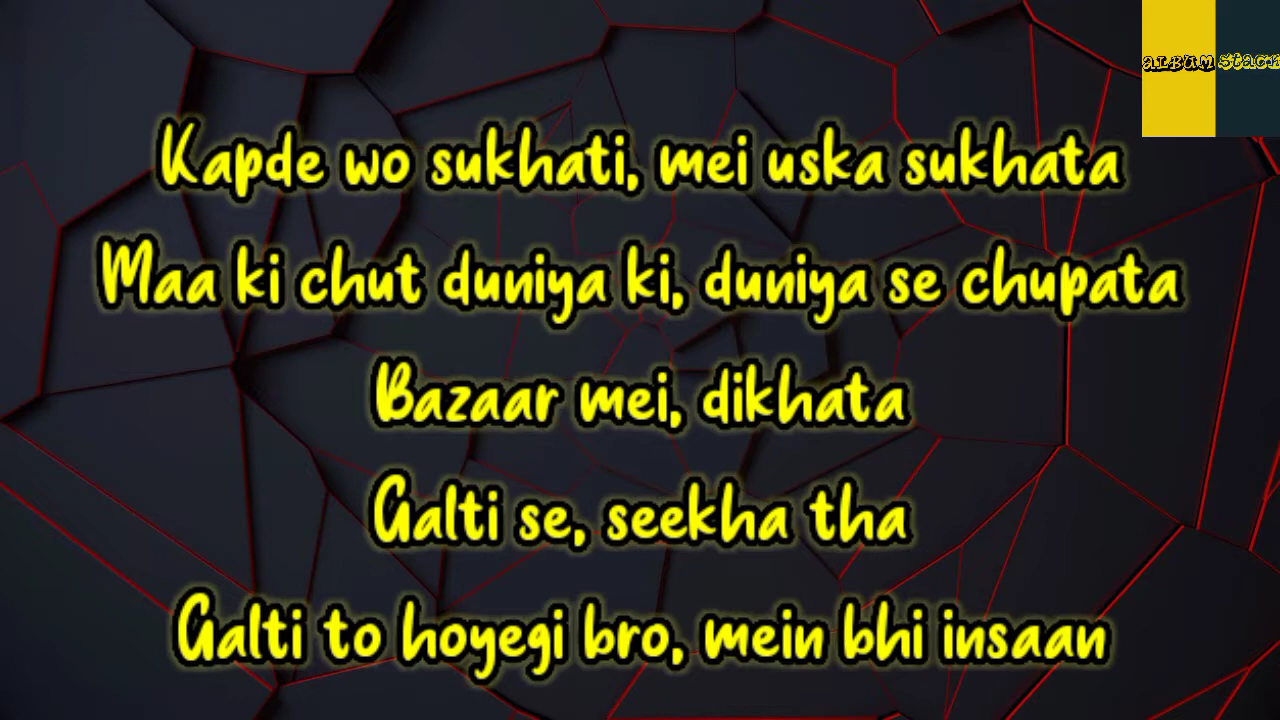 ALBUM
Kapde wo sukhati, mei uska sukhata
Maa ki chut duniya ki, duniya se chupata
Bazaar mei, dikhata
Galti se, seekha tha
Galti to hoyegi bro, mein bhi insaan